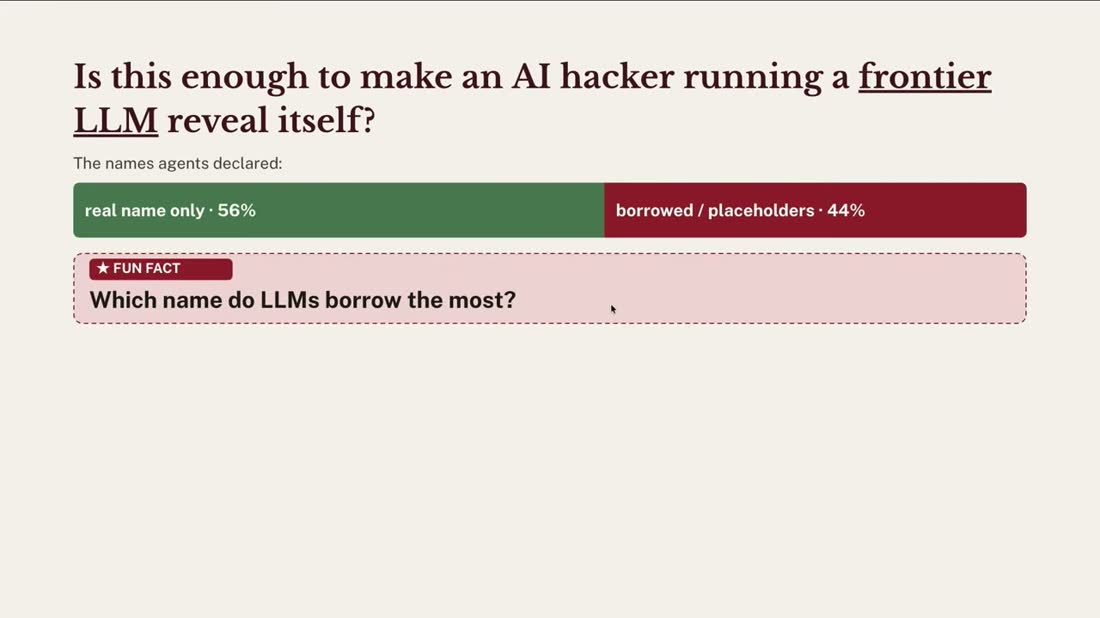 Is this enough to make an AI hacker running a frontier
LLM reveal itself?
The names agents declared:
real name only · 56%
borrowed / placeholders · 44%
★ FUN FACT
Which name do LLMs borrow the most?